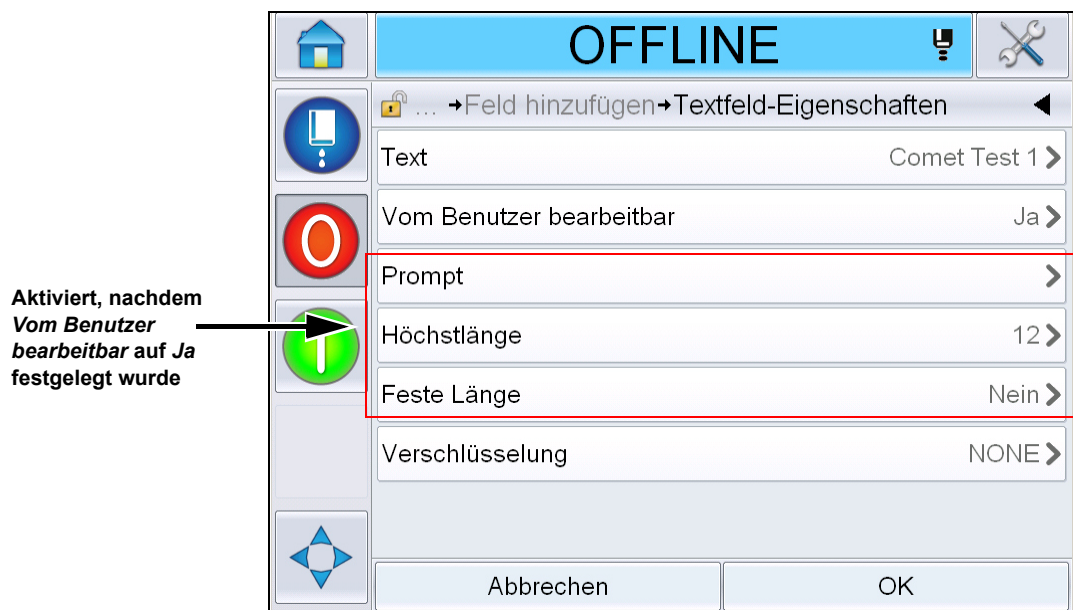 OFFLINE
... →Feld hinzufügen→Textfeld-Eigenschaften
Text Comet Test 1
Vom Benutzer bearbeitbar Ja
Prompt
Höchstlänge 12
Feste Länge Nein
Verschlüsselung NONE
Abbrechen OK
Aktiviert, nachdem
Vom Benutzer
bearbeitbar auf Ja
festgelegt wurde